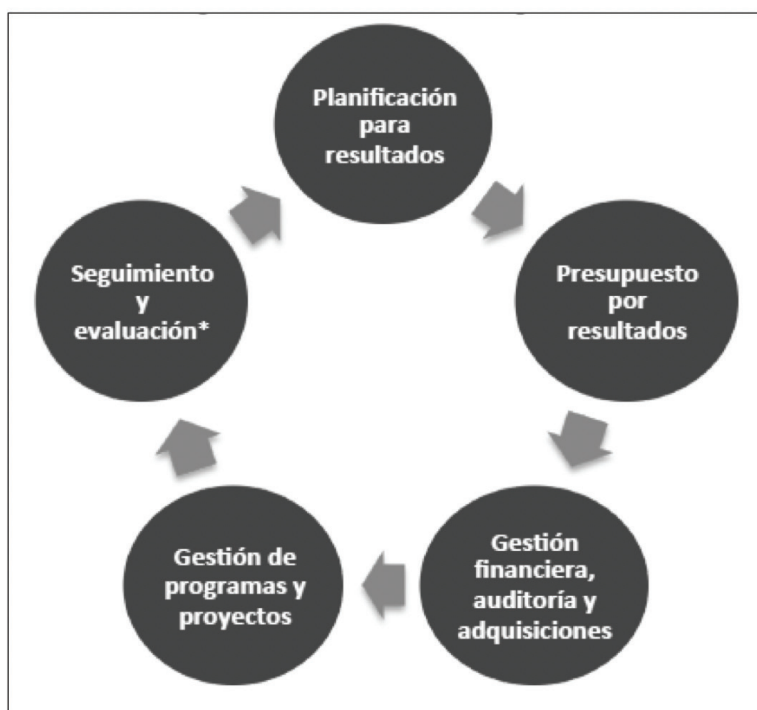 Planificación
para
resultados
Presupuesto
por
resultados
Gestión
financiera,
auditoría y
adquisiciones
Gestión de
programas y
proyectos
Seguimiento
y
evaluación*